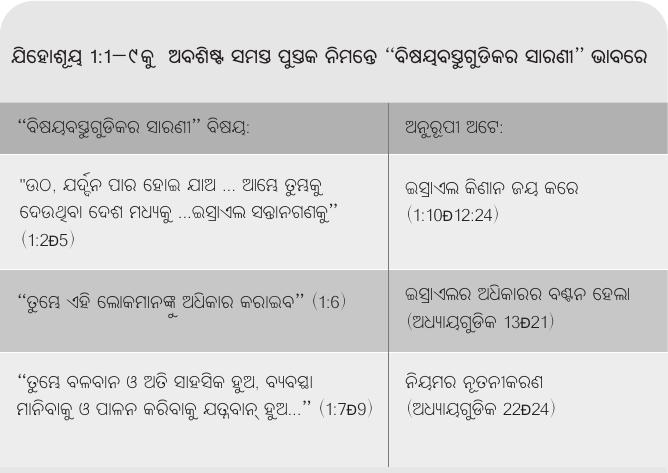 ଯିହୋଶୂୟ 1:1–୯କୁ ଅବଶିଷ୍ଟ ସମସ୍ତ ପୁସ୍ତକ ନିମନ୍ତେ “ବିଷୟବସ୍ତୁଗୁଡିକର ସାରଣୀ” ଭାବରେ
“ବିଷୟବସ୍ତୁଗୁଡିକର ସାରଣୀ” ବିଷୟ:
ଅନୁରୂପୀ ଅଟେ:
"ଉଠ, ଯର୍ଦ୍ଦନ ପାର ହୋଇ ଯାଅ ... ଆମ୍ଭେ ତୁମ୍ଭକୁ
ଦେଉଥିବା ଦେଶ ମଧ୍ୟକୁ ...ଇସ୍ରାଏଲ ସନ୍ତାନଗଣକୁ”
(1:2Ð5)
ଇସ୍ରାଏଲ କିଣାନ ଜୟ କରେ
(1:10Ð12:24)
“ତୁମ୍ଭେ ଏହି ଲୋକମାନଙ୍କୁ ଅଧିକାର କରାଇବ” (1:6)
ଇସ୍ରାଏଲର ଅଧିକାରର ବଣ୍ଟନ ହେଲା
(ଅଧ୍ୟାୟଗୁଡିକ 13Ð21)
“ତୁମ୍ଭେ ବଳବାନ ଓ ଅତି ସାହସିକ ହୁଅ, ବ୍ୟବସ୍ଥା
ମାନିବାକୁ ଓ ପାଳନ କରିବାକୁ ଯତ୍ନବାନ୍ ହୁଅ...” (1:7Ð9)
ନିୟମର ନୂତନୀକରଣ
(ଅଧ୍ୟାୟଗୁଡିକ 22Ð24)